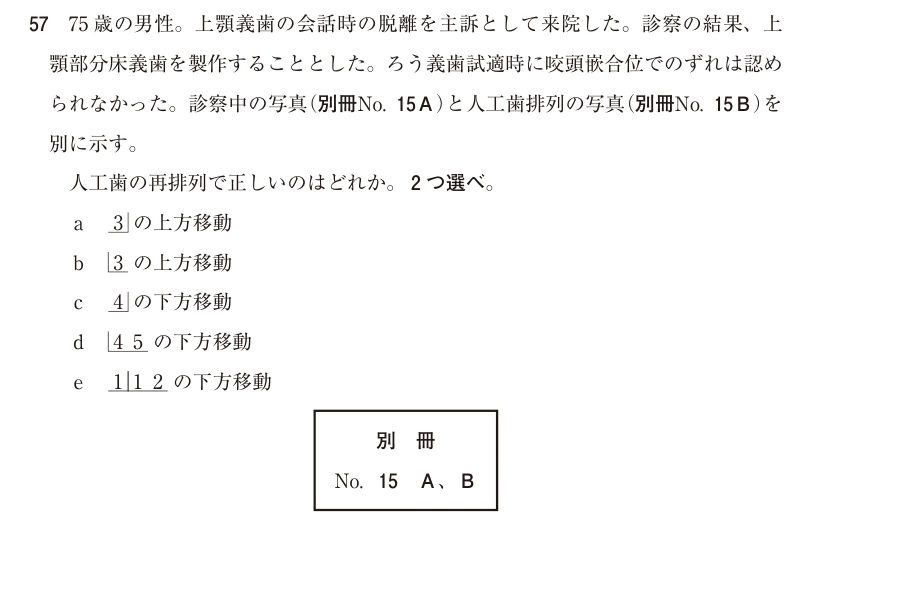 57 75歳の男性。上顎義歯の会話時の脱離を主訴として来院した。診察の結果、上
顎部分床義歯を製作することとした。ろう義歯試適時に咬頭嵌合位でのずれは認め
られなかった。診察中の写真(別冊No. 15A)と人工歯排列の写真(別冊No. 15B)を
別に示す。
人工歯の再排列で正しいのはどれか。2つ選べ。
a 3|の上方移動
b |3 の上方移動
c 4|の下方移動
d |4 5 の下方移動
e 1|1 2 の下方移動
別 冊
No. 15 A、B